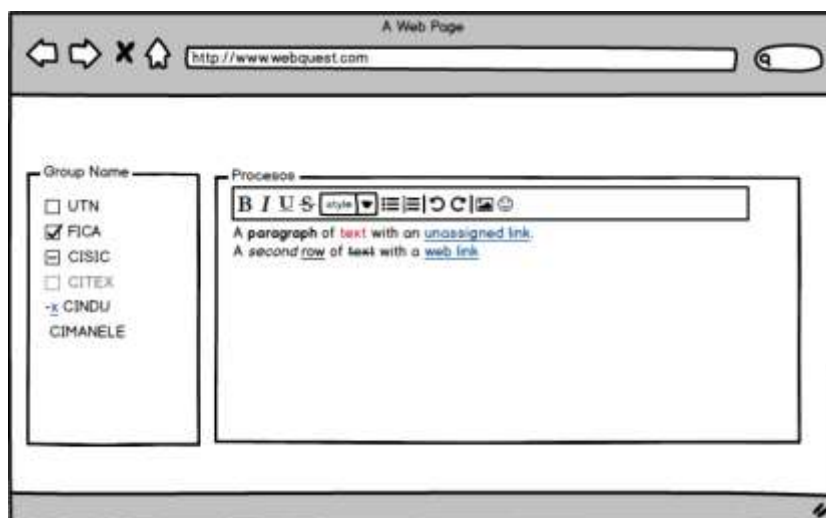 A Web Page
http://www.webquest.com
Group Name
UTN
FICA
CISIC
CITEX
-x CINDU
CIMANELE
Procesos
B I U S style
A paragraph of text with an unassigned link.
A second row of text with a web link